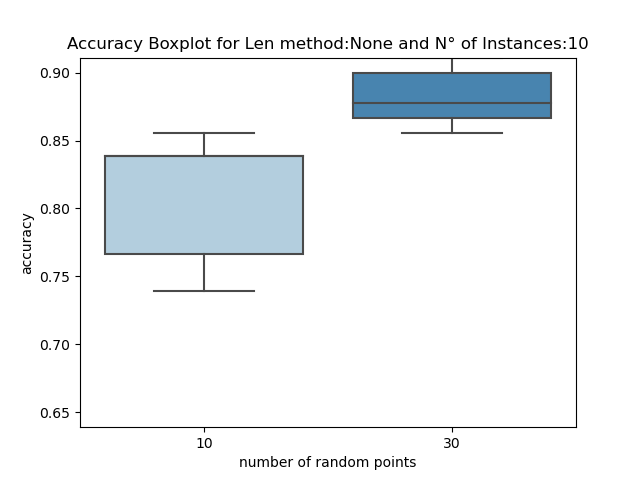 Accuracy Boxplot for Len method:None and N° of Instances:10
0.90
0.85
0.80
0.75
0.70
0.65
accuracy
10 30
number of random points